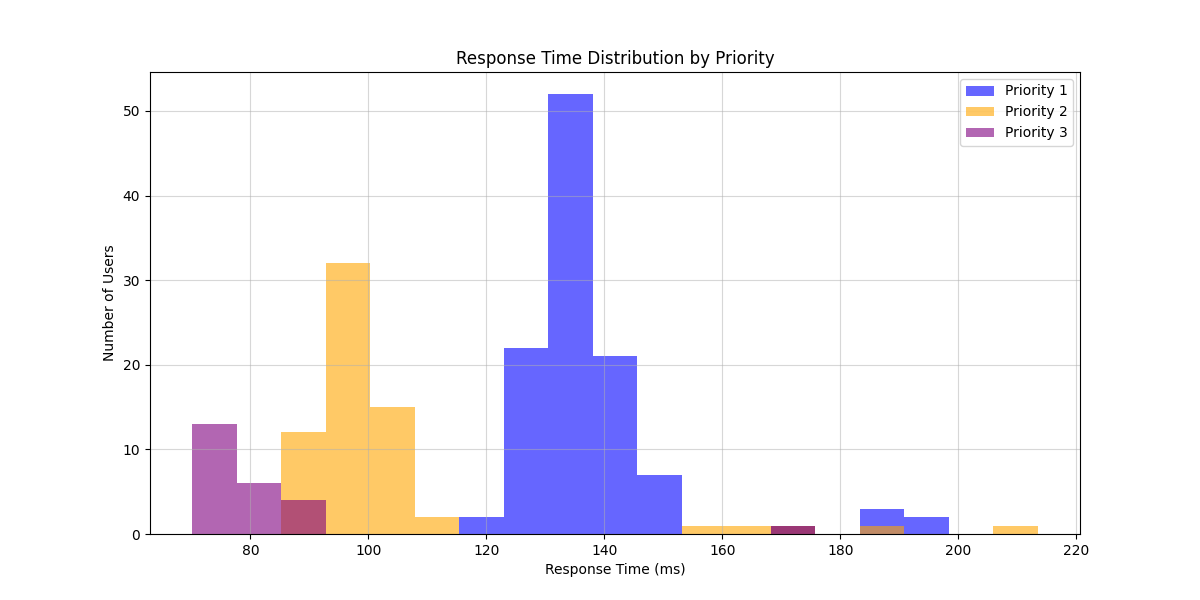 Response Time Distribution by Priority
Priority 1
Priority 2
Priority 3
50
40
30
20
10
0
Number of Users
80 100 120 140 160 180 200 220
Response Time (ms)